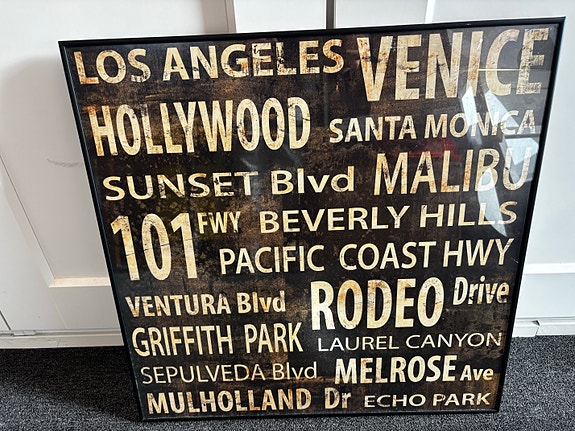 LOS ANGELES VENICE
HOLLYWOOD SANTA MONICA
SUNSET Blvd MALIBU
101 FWY BEVERLY HILLS
PACIFIC COAST HWY
VENTURA Blvd RODEO Drive
GRIFFITH PARK LAUREL CANYON
SEPULVEDA Blvd MELROSE Ave
MULHOLLAND Dr ECHO PARK